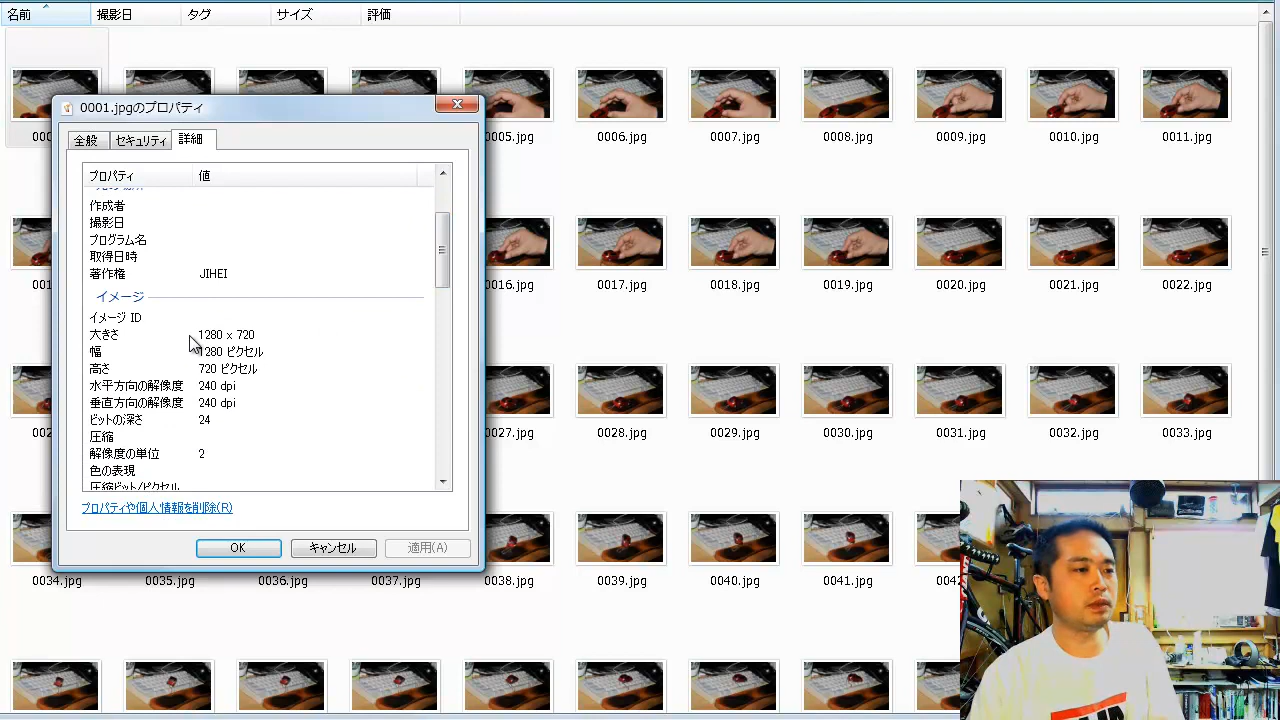 名前 撮影日 タグ サイズ 評価
0001.jpgのプロパティ
全般 セキュリティ 詳細
プロパティ 値
作成者
撮影日
プログラム名
取得日時
著作権 JIHEI
イメージ
イメージ ID
大きさ 1280 x 720
幅 1280 ピクセル
高さ 720 ピクセル
水平方向の解像度 240 dpi
垂直方向の解像度 240 dpi
ビットの深さ 24
圧縮
解像度の単位 2
色の表現
圧縮ビット/ピクセル
プロパティや個人情報を削除(R)
OK キャンセル 適用(A)
005.jpg 0006.jpg 0007.jpg 0008.jpg 0009.jpg 0010.jpg 0011.jpg
0016.jpg 0017.jpg 0018.jpg 0019.jpg 0020.jpg 0021.jpg 0022.jpg
0027.jpg 0028.jpg 0029.jpg 0030.jpg 0031.jpg 0032.jpg 0033.jpg
0034.jpg 0035.jpg 0036.jpg 0037.jpg 0038.jpg 0039.jpg 0040.jpg 0041.jpg